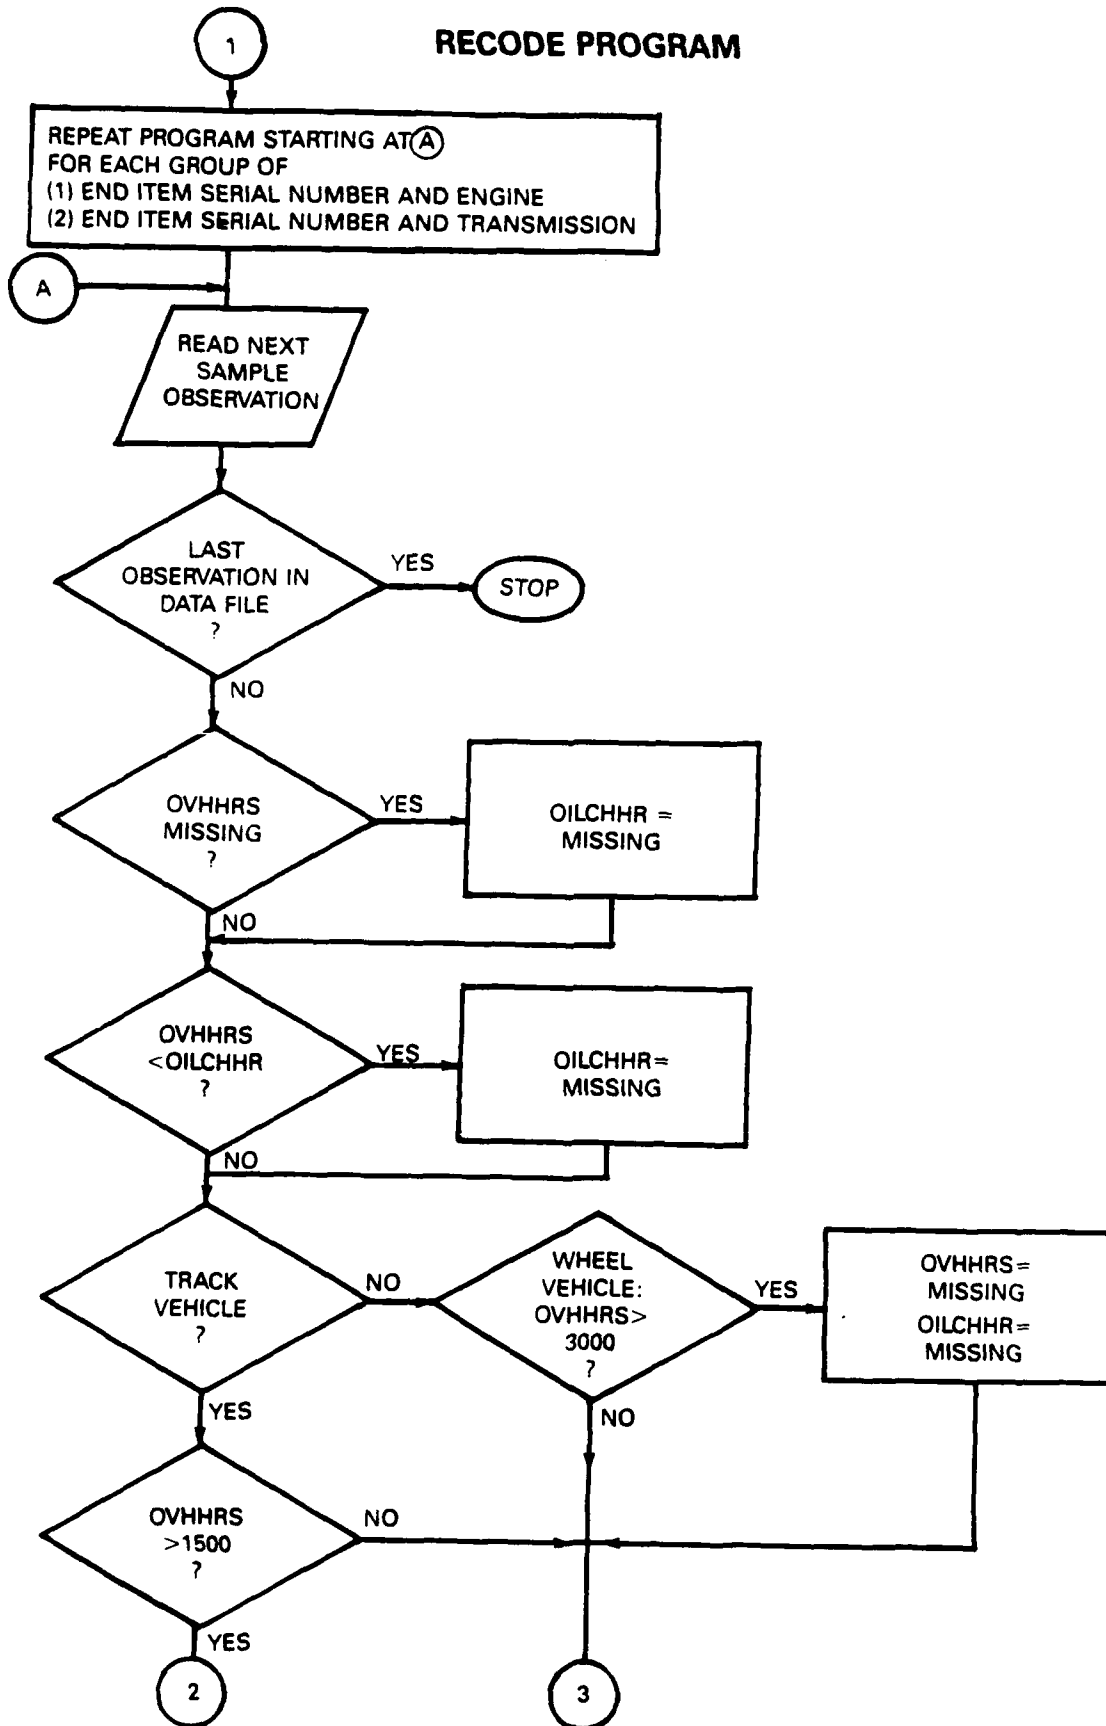 RECODE PROGRAM
1
REPEAT PROGRAM STARTING AT A
FOR EACH GROUP OF
(1) END ITEM SERIAL NUMBER AND ENGINE
(2) END ITEM SERIAL NUMBER AND TRANSMISSION
A
READ NEXT
SAMPLE
OBSERVATION
LAST
OBSERVATION IN
DATA FILE
?
YES
STOP
NO
OVHHRS
MISSING
?
YES
OILCHHR =
MISSING
NO
OVHHRS
<OILCHHR
?
YES
OILCHHR=
MISSING
NO
TRACK
VEHICLE
?
NO
WHEEL
VEHICLE:
OVHHRS>
3000
?
YES
OVHHRS=
MISSING
OILCHHR=
MISSING
YES
NO
OVHHRS
>1500
?
NO
YES
2
3